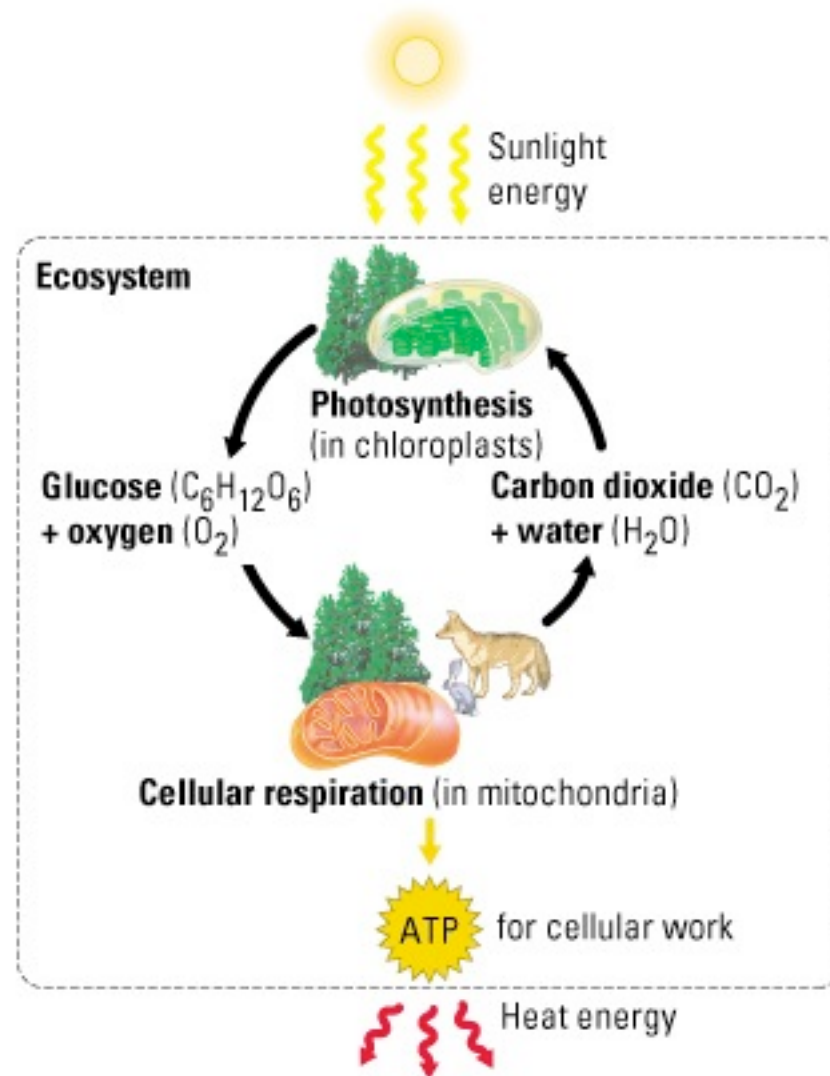 Sunlight
energy
Ecosystem
Photosynthesis
(in chloroplasts)
Glucose (C₆H₁₂O₆)
+ oxygen (O₂)
Carbon dioxide (CO₂)
+ water (H₂O)
Cellular respiration (in mitochondria)
ATP for cellular work
Heat energy